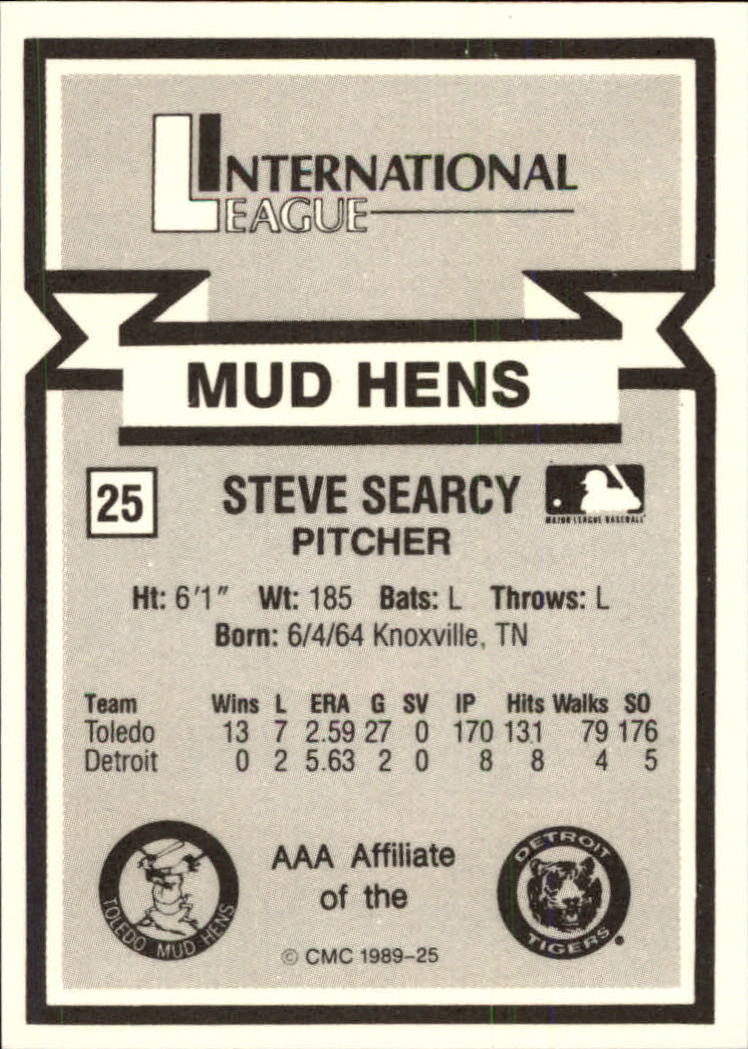 INTERNATIONAL
LEAGUE
MUD HENS
25
STEVE SEARCY
MAJOR LEAGUE BASEBALL
PITCHER
Ht: 6'1" Wt: 185 Bats: L Throws: L
Born: 6/4/64 Knoxville, TN
Team Wins L ERA G SV IP Hits Walks SO
Toledo 13 7 2.59 27 0 170 131 79 176
Detroit 0 2 5.63 2 0 8 8 4 5
AAA Affiliate
of the
TOLEDO MUD HENS
DETROIT
TIGERS
© CMC 1989-25